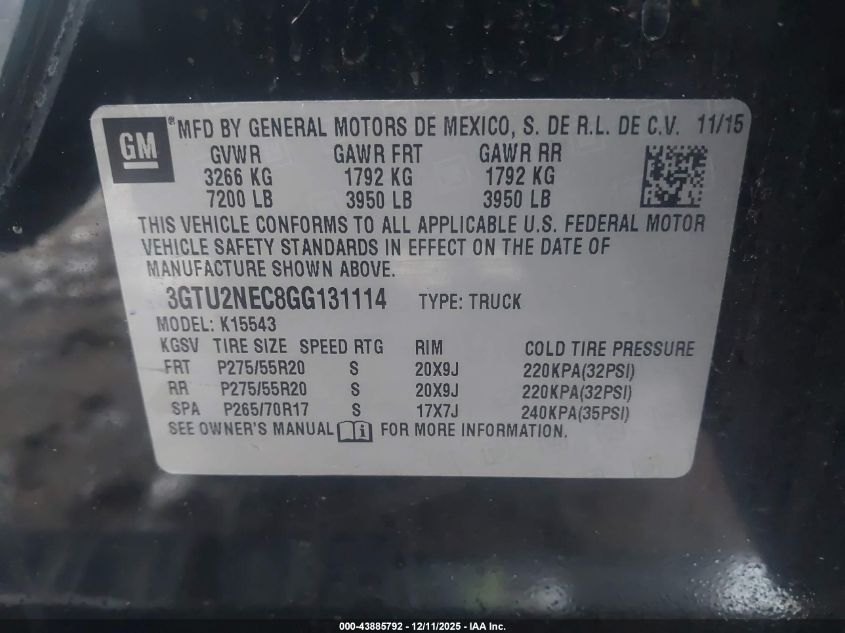 GM ® MFD BY GENERAL MOTORS DE MEXICO, S. DE R.L. DE C.V. 11/15
GVWR GAWR FRT GAWR RR
3266 KG 1792 KG 1792 KG
7200 LB 3950 LB 3950 LB
THIS VEHICLE CONFORMS TO ALL APPLICABLE U.S. FEDERAL MOTOR
VEHICLE SAFETY STANDARDS IN EFFECT ON THE DATE OF
MANUFACTURE SHOWN ABOVE.
3GTU2NEC8GG131114 TYPE: TRUCK
MODEL: K15543
KGSV TIRE SIZE SPEED RTG RIM COLD TIRE PRESSURE
FRT P275/55R20 S 20X9J 220KPA(32PSI)
RR P275/55R20 S 20X9J 220KPA(32PSI)
SPA P265/70R17 S 17X7J 240KPA(35PSI)
SEE OWNER'S MANUAL FOR MORE INFORMATION.
000-43885792 - 12/11/2025 - IAA Inc.